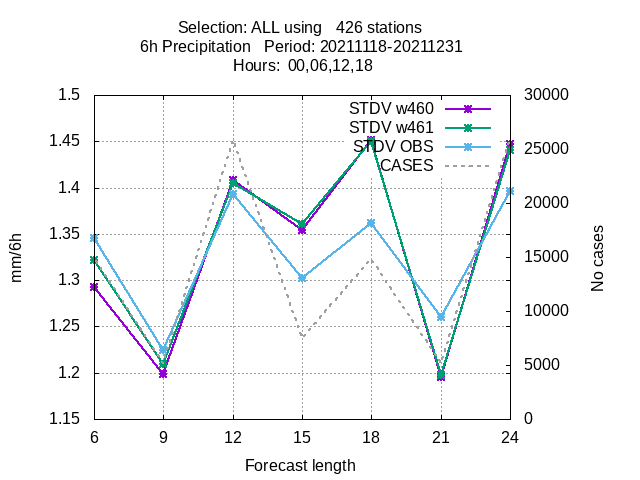 Selection: ALL using   426 stations
6h Precipitation   Period: 20211118-20211231
Hours:  00,06,12,18
1.5
1.45
1.4
1.35
1.3
1.25
1.2
1.15
mm/6h
STDV w460
STDV w461
STDV OBS
CASES
30000
25000
20000
15000
10000
5000
0
No cases
6 9 12 15 18 21 24
Forecast length